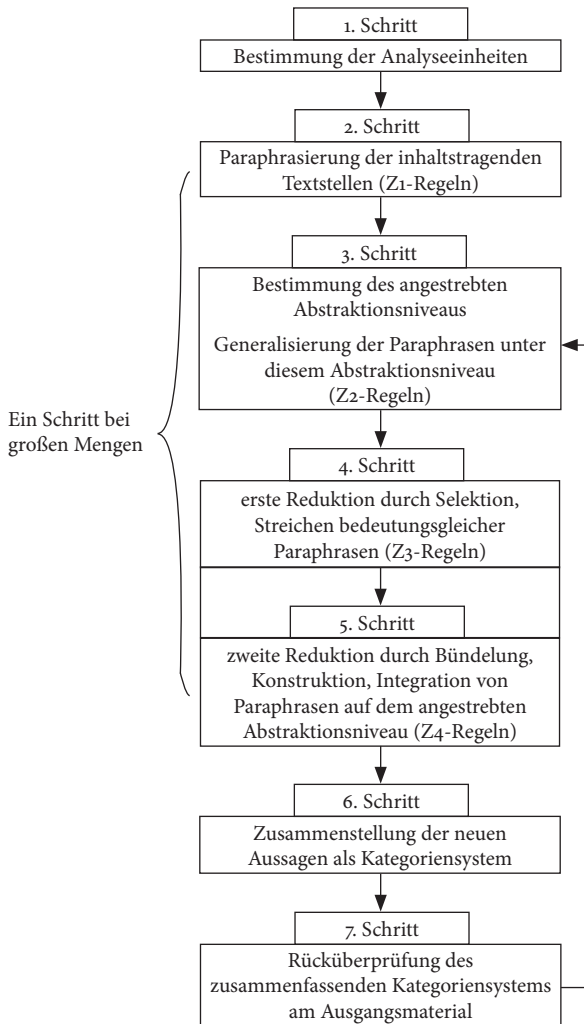 1. Schritt
Bestimmung der Analyseeinheiten
2. Schritt
Paraphrasierung der inhaltstragenden
Textstellen (Z1-Regeln)
3. Schritt
Bestimmung des angestrebten
Abstraktionsniveaus
Generalisierung der Paraphrasen unter
diesem Abstraktionsniveau
(Z2-Regeln)
Ein Schritt bei
großen Mengen
4. Schritt
erste Reduktion durch Selektion,
Streichen bedeutungsgleicher
Paraphrasen (Z3-Regeln)
5. Schritt
zweite Reduktion durch Bündelung,
Konstruktion, Integration von
Paraphrasen auf dem angestrebten
Abstraktionsniveau (Z4-Regeln)
6. Schritt
Zusammenstellung der neuen
Aussagen als Kategoriensystem
7. Schritt
Rücküberprüfung des
zusammenfassenden Kategoriensystems
am Ausgangsmaterial